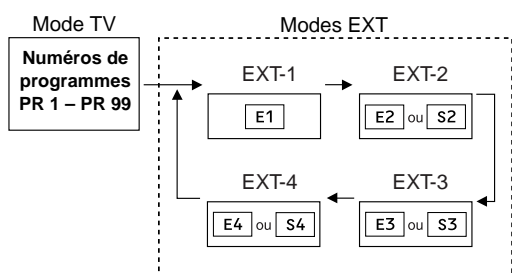 Mode TV
Modes EXT
Numéros de
programmes
PR 1 – PR 99
EXT-1
EXT-2
E1
E2 ou S2
EXT-4
EXT-3
E4 ou S4
E3 ou S3